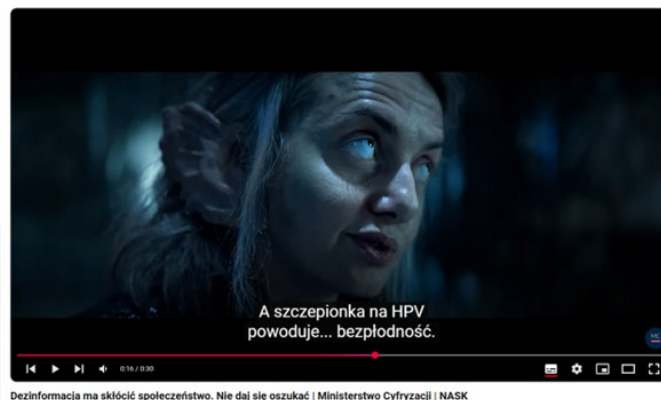 A szczepionka na HPV
powoduje... bezpłodność.
0:16 / 0:30
Dezinformacja ma skłócić społeczeństwo. Nie daj się oszukać | Ministerstwo Cyfryzacji | NASK